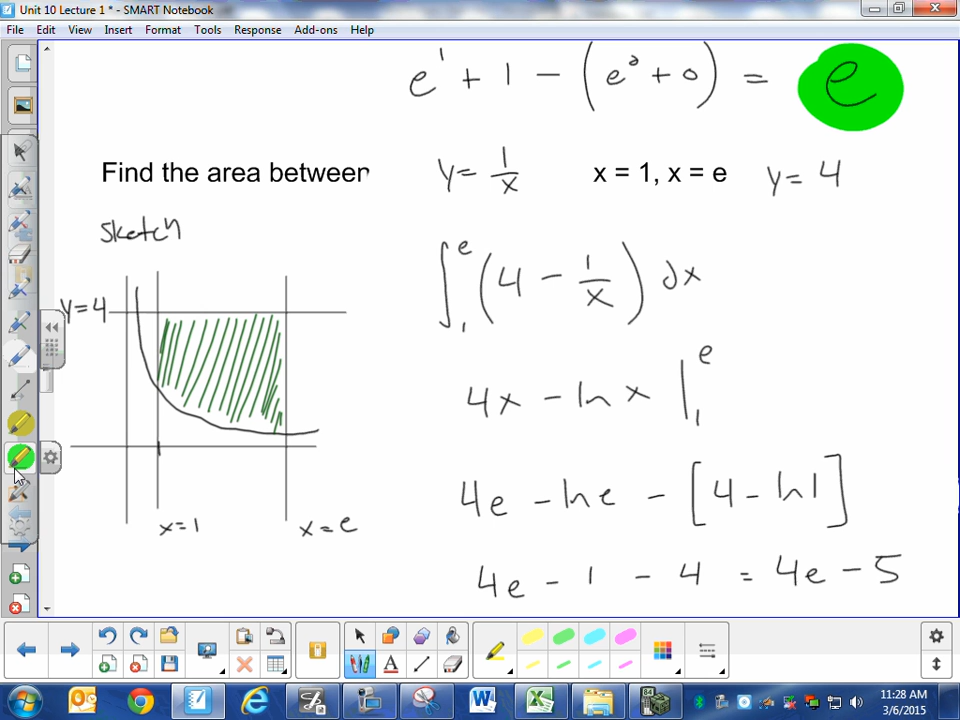 Unit 10 Lecture 1 * - SMART Notebook
File Edit View Insert Format Tools Response Add-ons Help
e¹ + 1 − (e⁰ + 0) = e
Find the area between y = 1/x x = 1, x = e y = 4
sketch
∫₁ᵉ (4 − 1/x) dx
y = 4
4x − ln x |₁ᵉ
4e − ln e − [4 − ln 1]
x = 1 x = e
4e − 1 − 4 = 4e − 5
A
W X 84
11:28 AM
3/6/2015